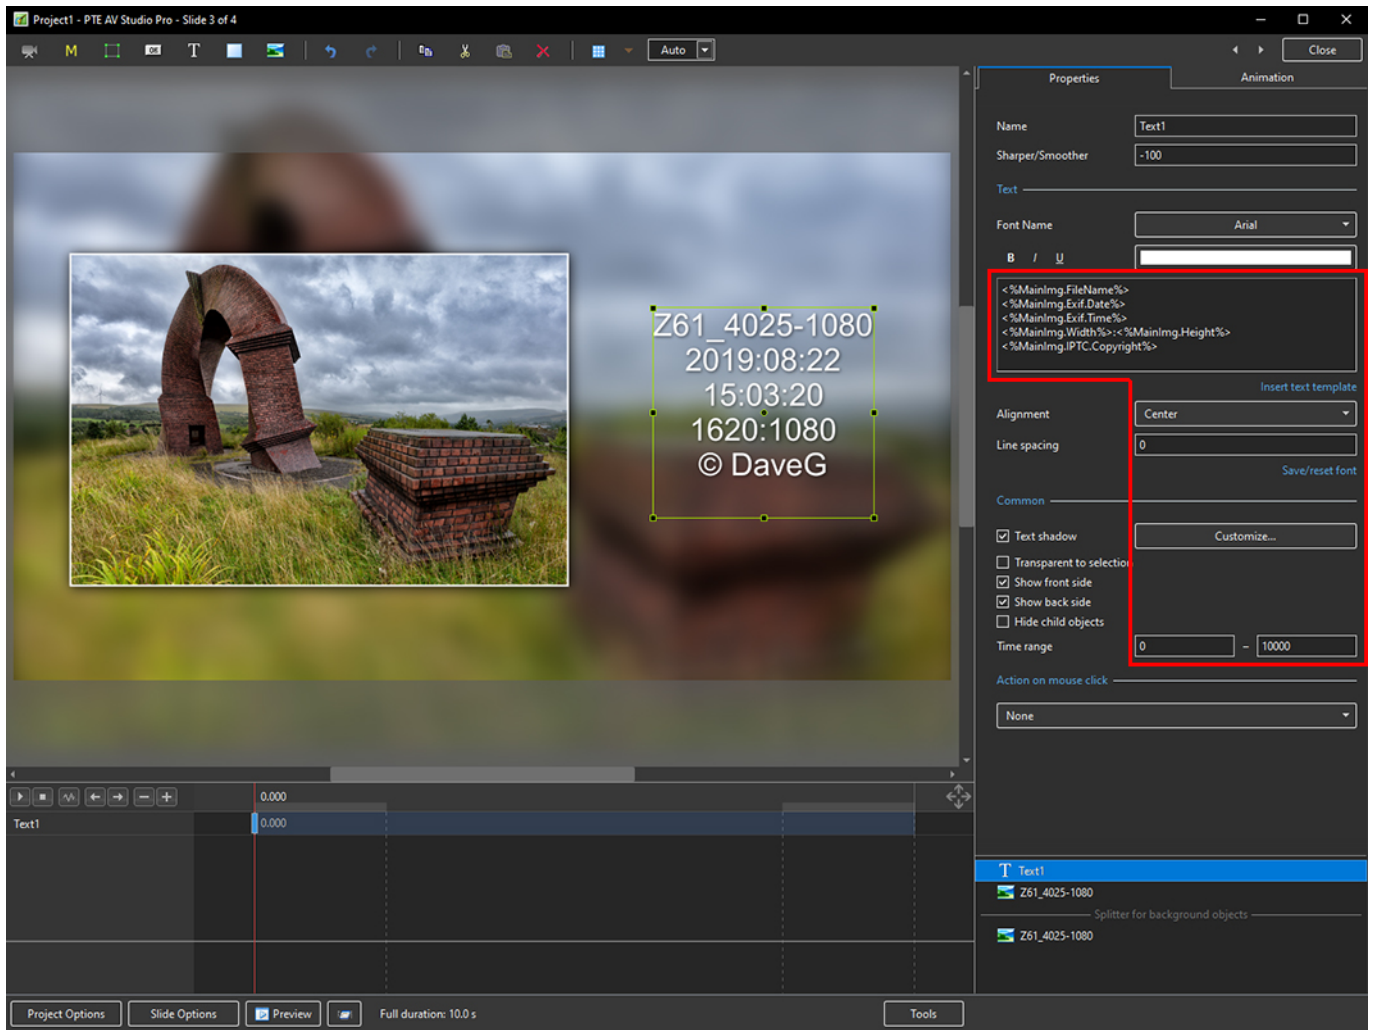 Project1 - PTE AV Studio Pro - Slide 3 of 4
M OK T Auto Close
Properties Animation
Name Text1
Sharper/Smoother -100
Text
Font Name Arial
B I U
<%MainImg.FileName%>
<%MainImg.Exif.Date%>
<%MainImg.Exif.Time%>
<%MainImg.Width%>:<%MainImg.Height%>
<%MainImg.IPTC.Copyright%>
Insert text template
Alignment Center
Line spacing 0
Save/reset font
Common
Text shadow Customize...
Transparent to selection
Show front side
Show back side
Hide child objects
Time range 0 – 10000
Action on mouse click
None
Z61_4025-1080
2019:08:22
15:03:20
1620:1080
© DaveG
0.000
Text1 0.000
T Text1
Z61_4025-1080
Splitter for background objects
Z61_4025-1080
Project Options Slide Options Preview Full duration: 10.0 s Tools